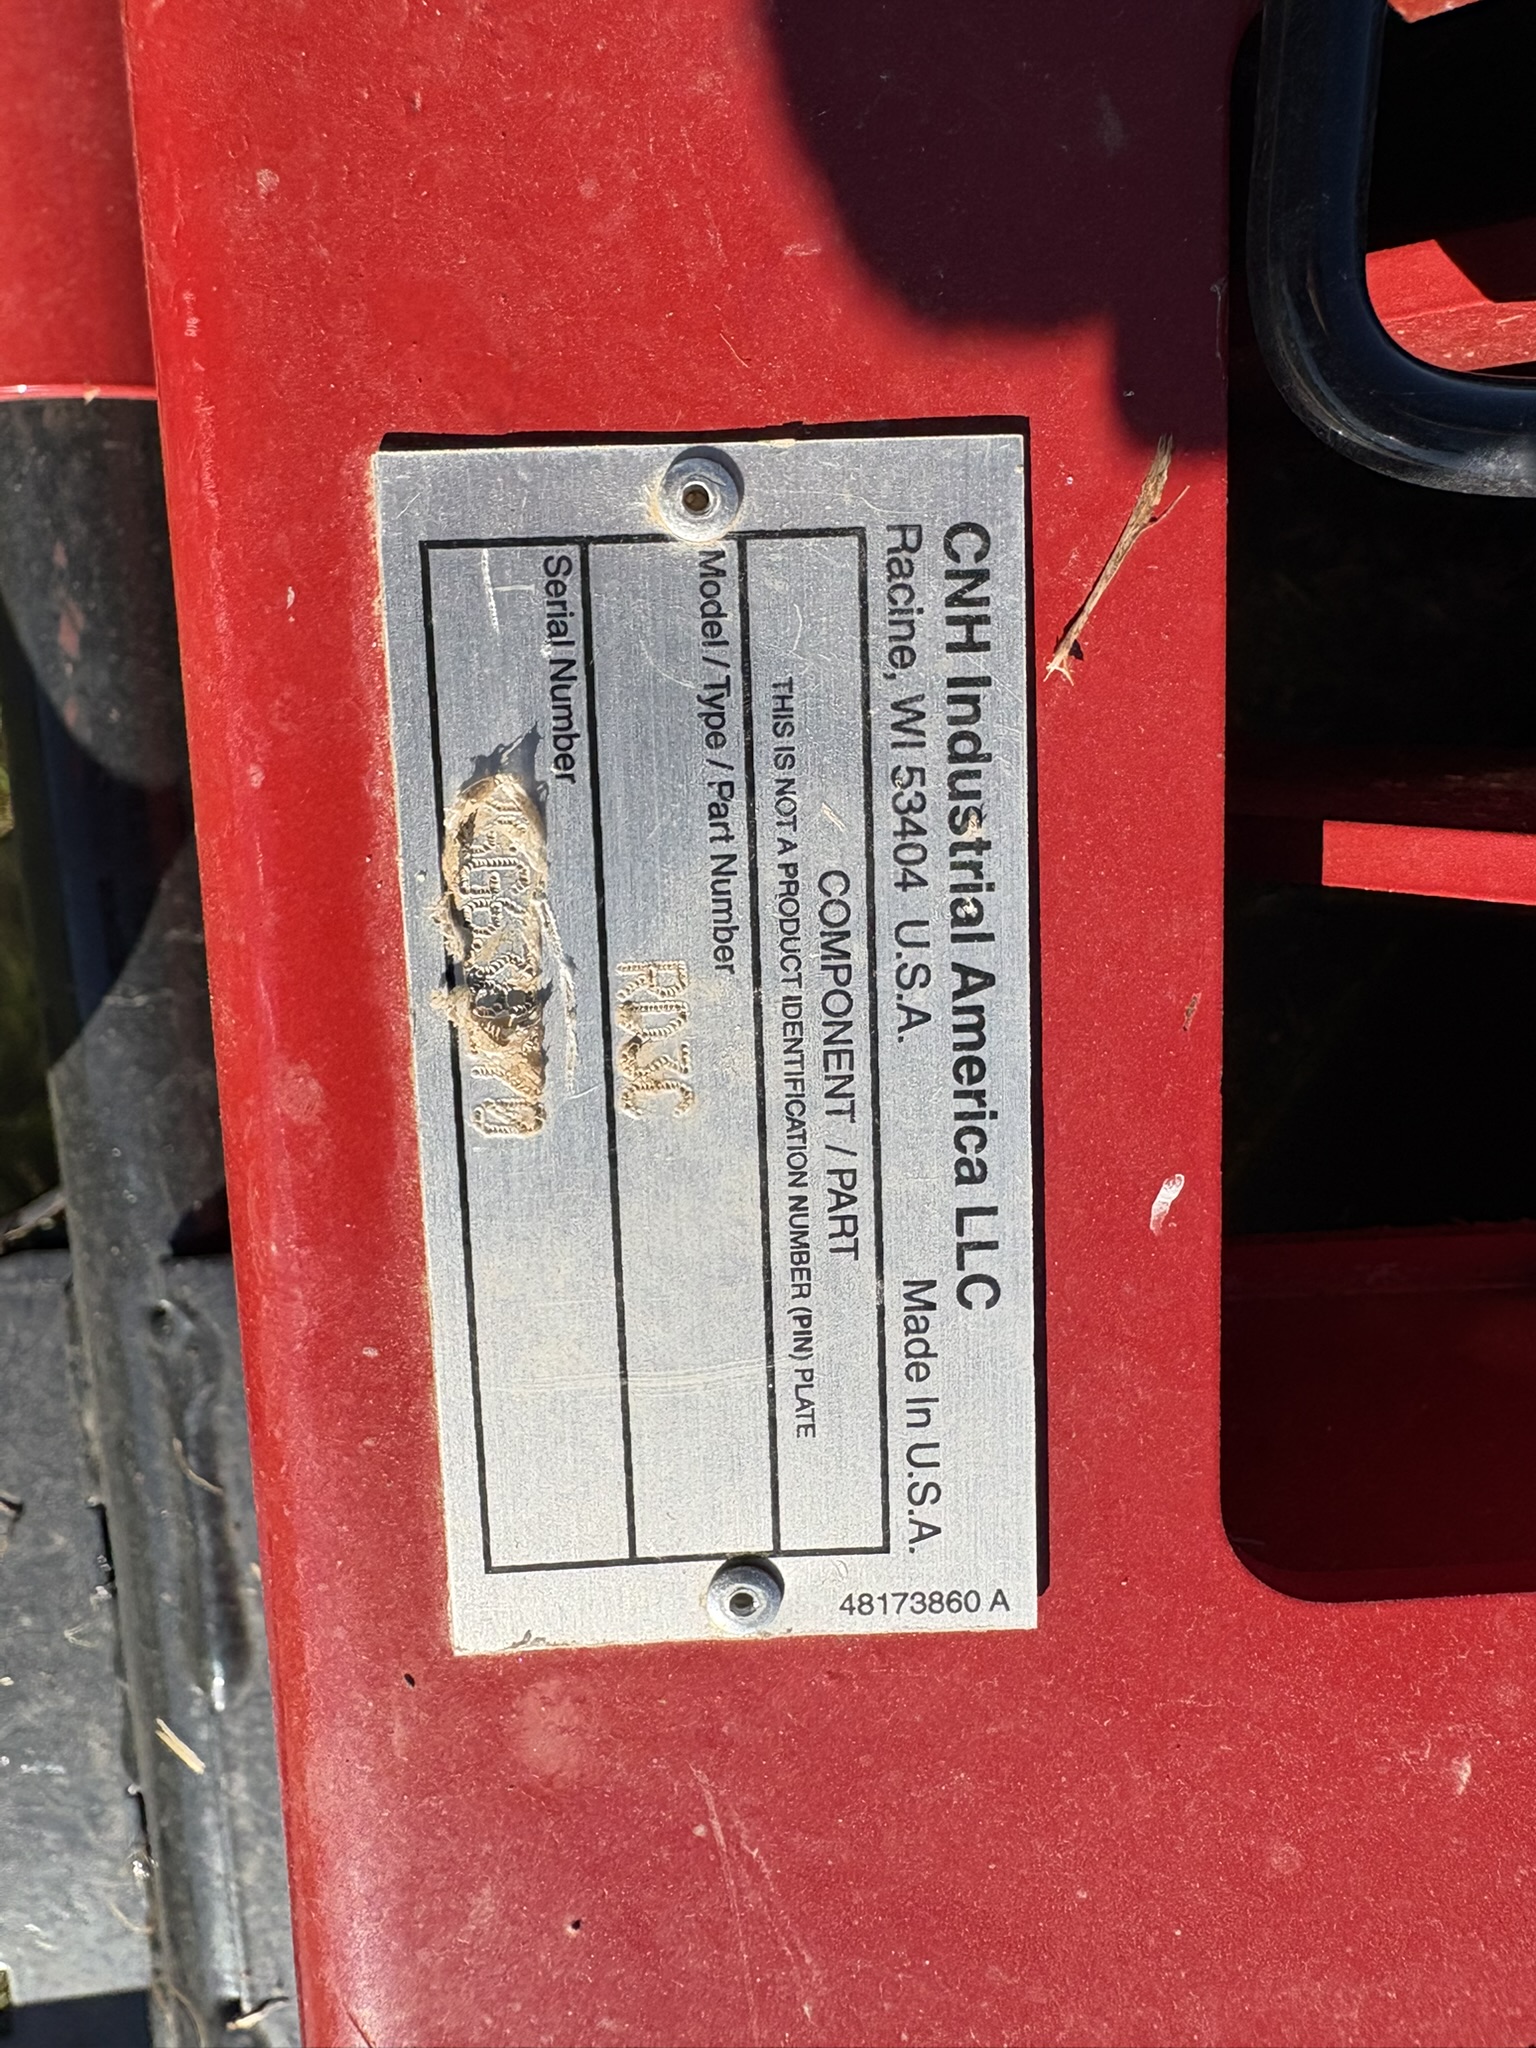 CNH Industrial America LLC
Racine, WI 53404 U.S.A. Made In U.S.A.
COMPONENT / PART
THIS IS NOT A PRODUCT IDENTIFICATION NUMBER (PIN) PLATE
Model / Type / Part Number
Serial Number
48173860 A